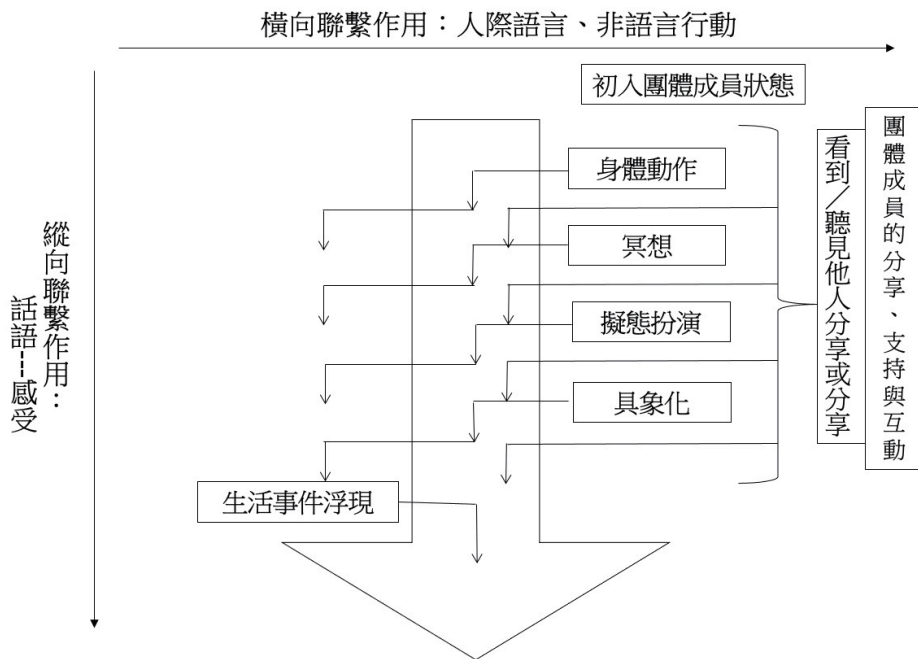 橫向聯繫作用：人際語言、非語言行動
初入團體成員狀態
身體動作
冥想
擬態扮演
具象化
生活事件浮現
縱向聯繫作用：
話語---感受
看到／聽見他人分享或分享
團體成員的分享、支持與互動